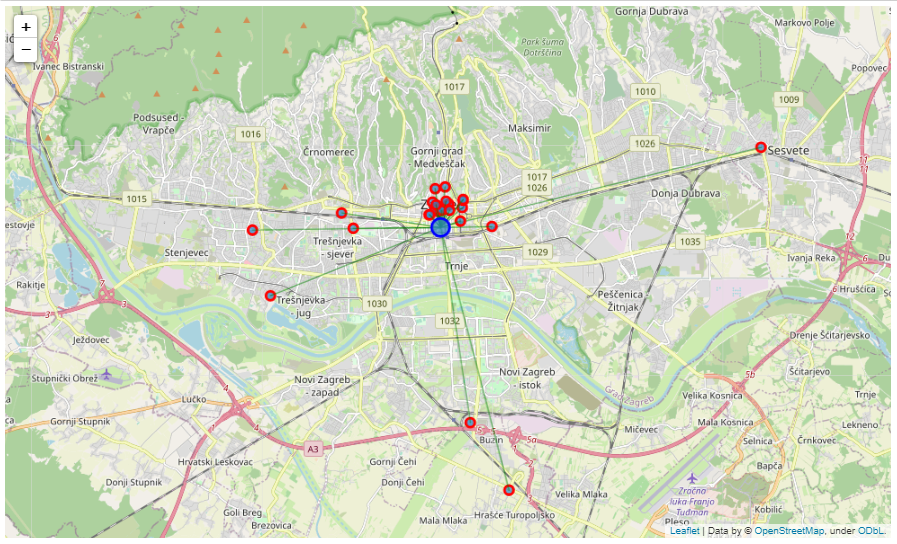 Gornja Dubrava
Markovo Polje
+
−
Park šuma
Dotrščina
Ivanec Bistranski
Popovec
1017
1010
1009
Podsused -
Vrapče
1016
Maksimir
Črnomerec
Gornji grad
- Medveščak
1026
Sesvete
1017
1026
Donja Dubrava
1015
Trešnjevka
- sjever
Stenjevec
1035
1029
Ivanja Reka
Trnje
Rakitje
Hrušćica
Peščenica -
Žitnjak
Trešnjevka
- jug
1030
1032
Drenje Šćitarjevsko
Ježdovec
Šćitarjevo
Stupnički Obrež
Novi Zagreb
- zapad
Novi Zagreb
- istok
5b
Velika Kosnica
Trnje
Lučko
Gornji Stupnik
Mala Kosnica
Mičevec
Lekneno
Selnica
Črnkovec
Buzin
5a
A3
Hrvatski Leskovac
Gornji Čehi
Bapča
Donji Stupnik
Donji Čehi
Velika Mlaka
Zračna
luka Franjo
Tuđman
Kobilić
Goli Breg
Brezovica
Mala Mlaka
Hrašće Turopoljsko
Pleso
Leaflet | Data by © OpenStreetMap, under ODbL.